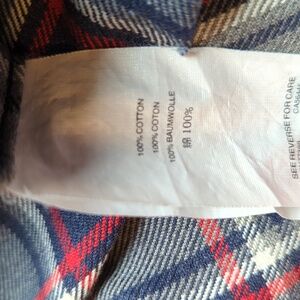 100% COTTON
100% COTON
100% BAUMWOLLE
綿 100%
SEE REVERSE FOR CARE